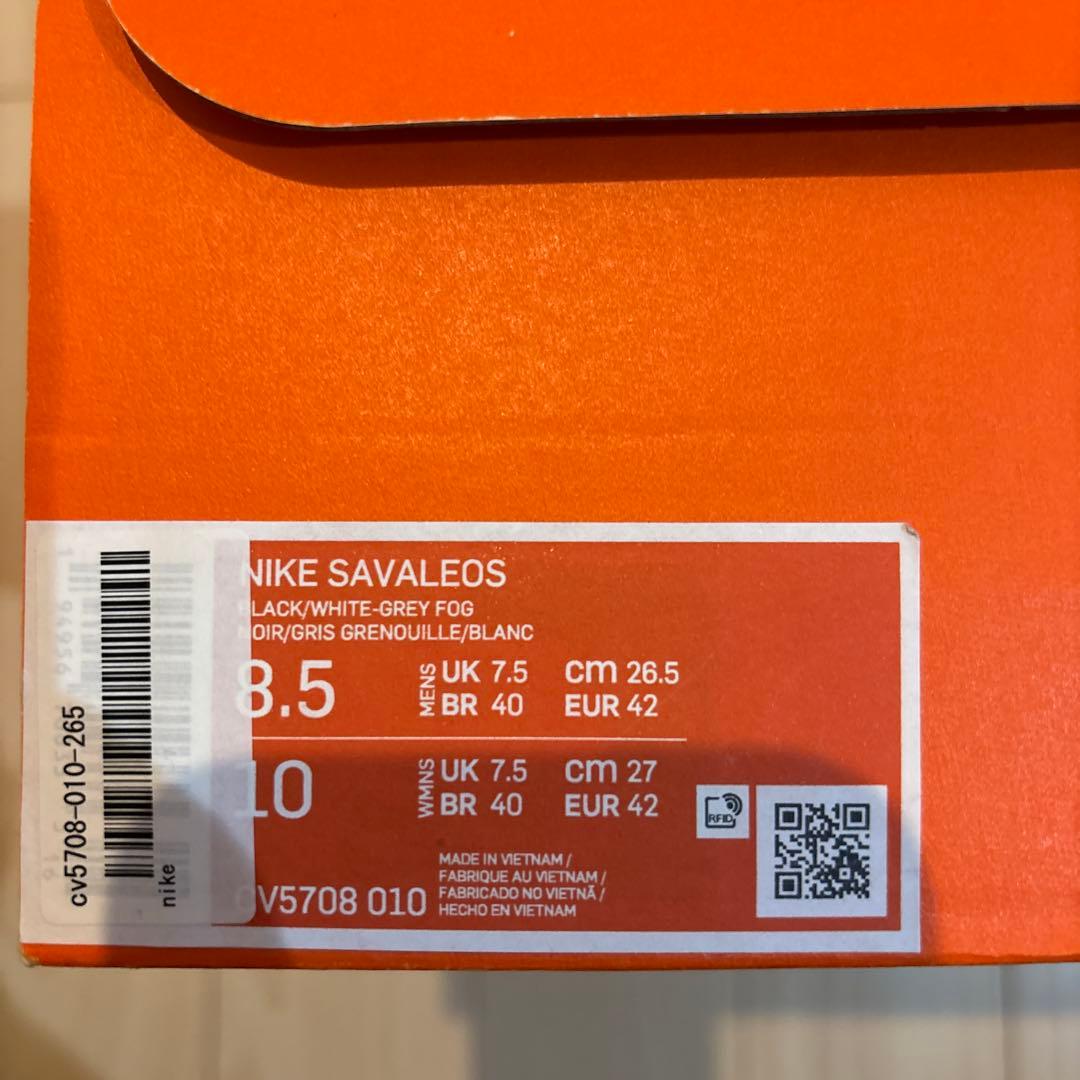 NIKE SAVALEOS
BLACK/WHITE-GREY FOG
NOIR/GRIS GRENOUILLE/BLANC
8.5 MENS UK 7.5 cm 26.5
BR 40 EUR 42
10 WMNS UK 7.5 cm 27
BR 40 EUR 42
RFID
MADE IN VIETNAM /
FABRIQUE AU VIETNAM /
FABRICADO NO VIETNÃ /
HECHO EN VIETNAM
CV5708 010
cv5708-010-265
nike